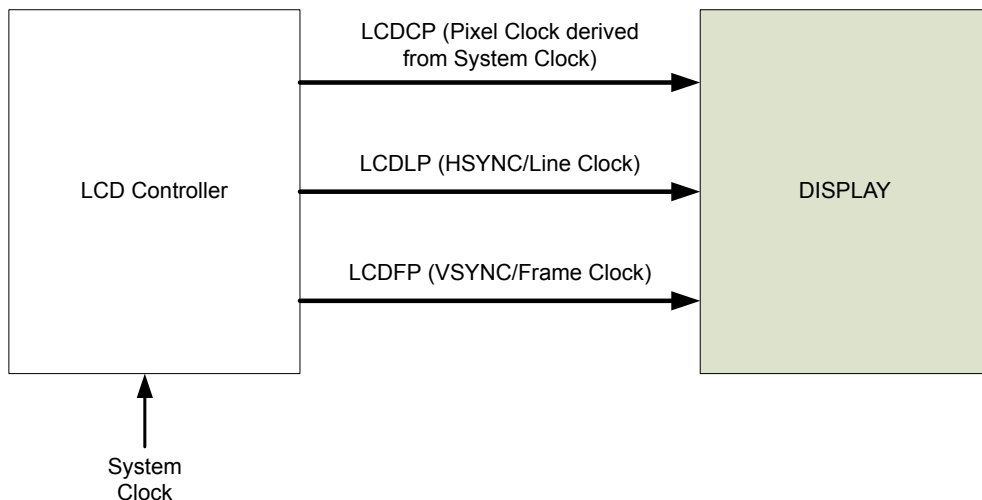 LCDCP (Pixel Clock derived
from System Clock)
LCDLP (HSYNC/Line Clock)
LCD Controller
DISPLAY
LCDFP (VSYNC/Frame Clock)
System
Clock